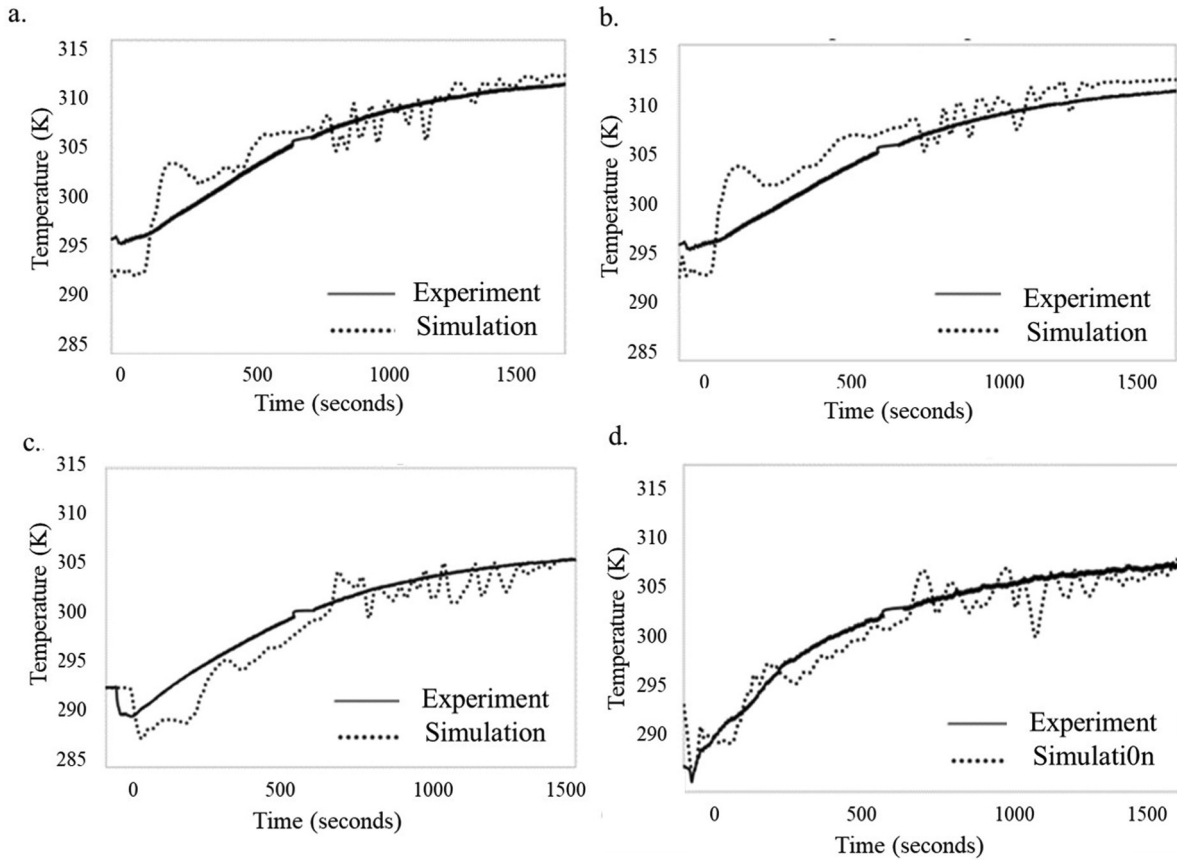 a.
315
310
305
300
295
290
285
Temperature (K)
Experiment
Simulation
0 500 1000 1500
Time (seconds)
b.
315
310
305
300
295
290
285
Temperature (K)
Experiment
Simulation
0 500 1000 1500
Time (seconds)
c.
315
310
305
300
295
290
285
Temperature (K)
Experiment
Simulation
0 500 1000 1500
Time (seconds)
d.
315
310
305
300
295
290
Temperature (K)
Experiment
Simulati0n
0 500 1000 1500
Time (seconds)